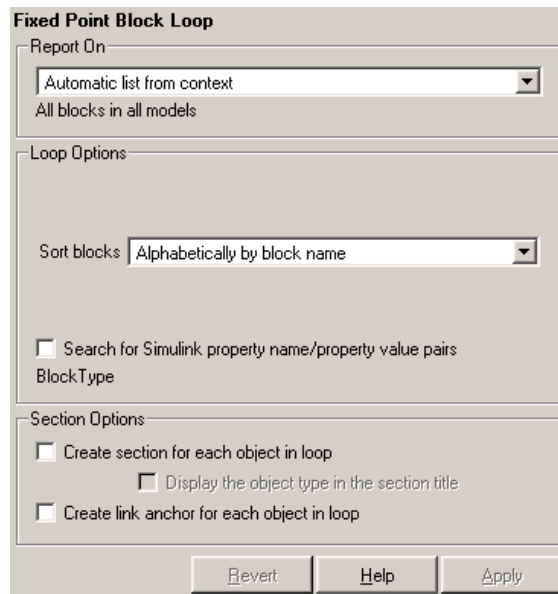 Fixed Point Block Loop
Report On
Automatic list from context
All blocks in all models
Loop Options
Sort blocks Alphabetically by block name
Search for Simulink property name/property value pairs
BlockType
Section Options
Create section for each object in loop
Display the object type in the section title
Create link anchor for each object in loop
Revert Help Apply